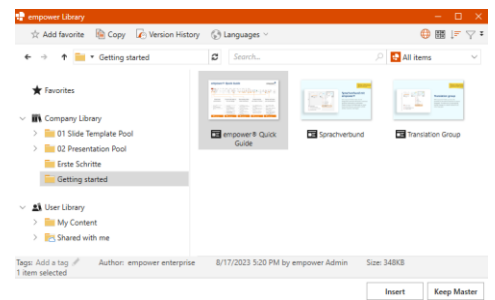 empower Library
Add favorite Copy Version History Languages
Getting started Search... All items
Favorites
Company Library
01 Slide Template Pool
02 Presentation Pool
Erste Schritte
Getting started
User Library
My Content
Shared with me
empower® Quick Guide
Sprachverbund
Translation Group
Tags: Add a tag Author: empower enterprise 8/17/2023 5:20 PM by empower Admin Size: 348KB
1 item selected
Insert Keep Master